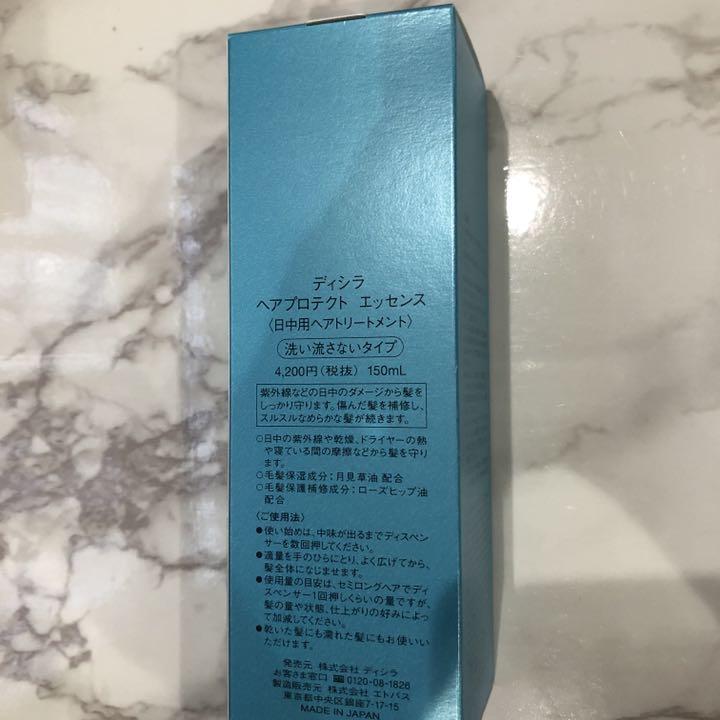 ディシラ
ヘアプロテクト エッセンス
〈日中用ヘアトリートメント〉
洗い流さないタイプ
4,200円(税抜) 150mL
紫外線などの日中のダメージから髪を
しっかり守ります。傷んだ髪を補修し、
スルスルなめらかな髪が続きます。
○日中の紫外線や乾燥、ドライヤーの熱
や寝ている間の摩擦などから髪を守り
ます。
○毛髪保湿成分：月見草油 配合
○毛髪保護補修成分：ローズヒップ油
配合
〈ご使用法〉
●使い始めは、中味が出るまでディスペン
サーを数回押してください。
●適量を手のひらにとり、よく広げてから、
髪全体になじませます。
●使用量の目安は、セミロングヘアでディ
スペンサー1回押しくらいの量ですが、
髪の量や状態、仕上がりの好みによっ
て加減してください。
●乾いた髪にも濡れた髪にもお使いい
ただけます。
発売元 株式会社 ディシラ
お客さま窓口 0120-08-1826
製造販売元 株式会社 エトバス
東京都中央区銀座7-17-15
MADE IN JAPAN